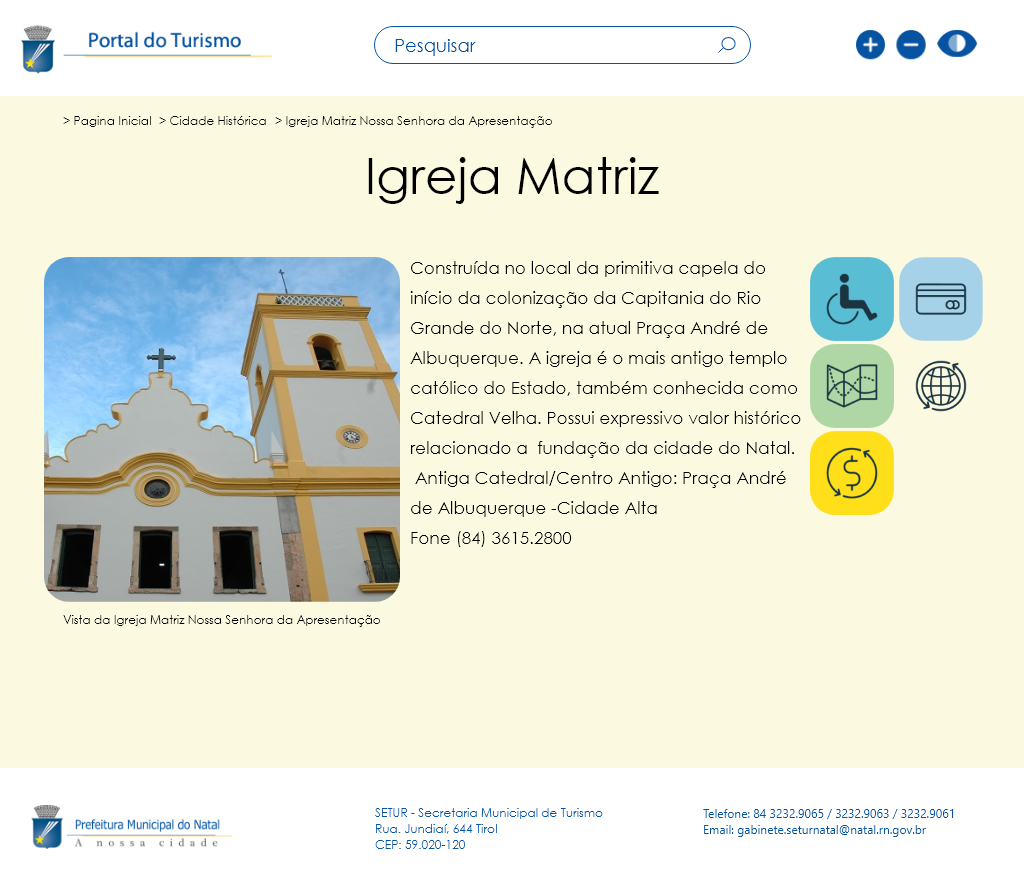 Portal do Turismo
Pesquisar
> Pagina Inicial > Cidade Histórica > Igreja Matriz Nossa Senhora da Apresentação
Igreja Matriz
Construída no local da primitiva capela do
início da colonização da Capitania do Rio
Grande do Norte, na atual Praça André de
Albuquerque. A igreja é o mais antigo templo
católico do Estado, também conhecida como
Catedral Velha. Possui expressivo valor histórico
relacionado a fundação da cidade do Natal.
Antiga Catedral/Centro Antigo: Praça André
de Albuquerque -Cidade Alta
Fone (84) 3615.2800
Vista da Igreja Matriz Nossa Senhora da Apresentação
Prefeitura Municipal do Natal
A nossa cidade
SETUR - Secretaria Municipal de Turismo
Rua. Jundiaí, 644 Tirol
CEP: 59.020-120
Telefone: 84 3232.9065 / 3232.9063 / 3232.9061
Email: gabinete.seturnatal@natal.rn.gov.br